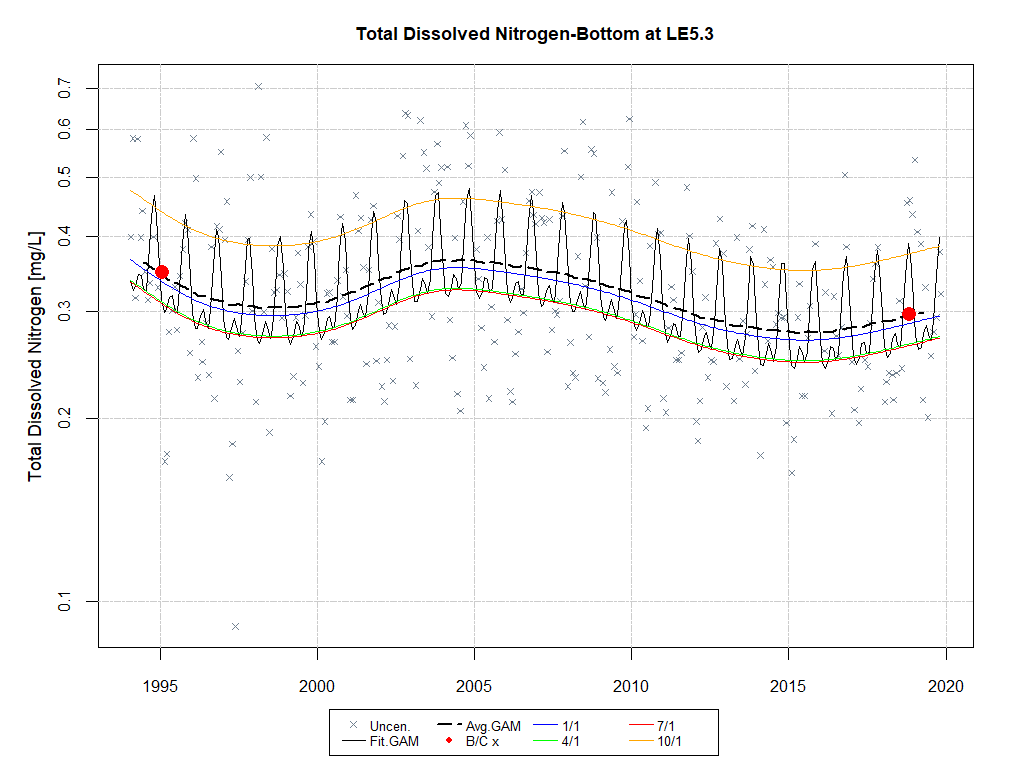 Total Dissolved Nitrogen-Bottom at LE5.3
Total Dissolved Nitrogen [mg/L]
0.7
0.6
0.5
0.4
0.3
0.2
0.1
1995 2000 2005 2010 2015 2020
Uncen. Avg.GAM 1/1 7/1
Fit.GAM B/C x 4/1 10/1